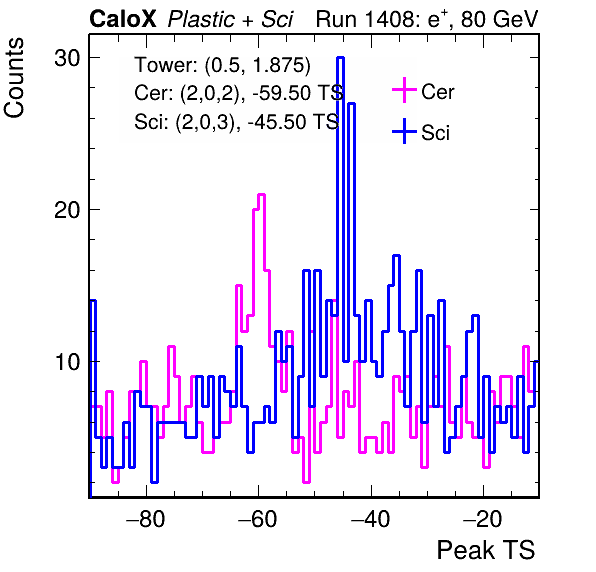 CaloX Plastic + Sci Run 1408: e⁺, 80 GeV
Tower: (0.5, 1.875)
Cer: (2,0,2), -59.50 TS
Sci: (2,0,3), -45.50 TS
Cer
Sci
Counts
30
20
10
−80 −60 −40 −20
Peak TS